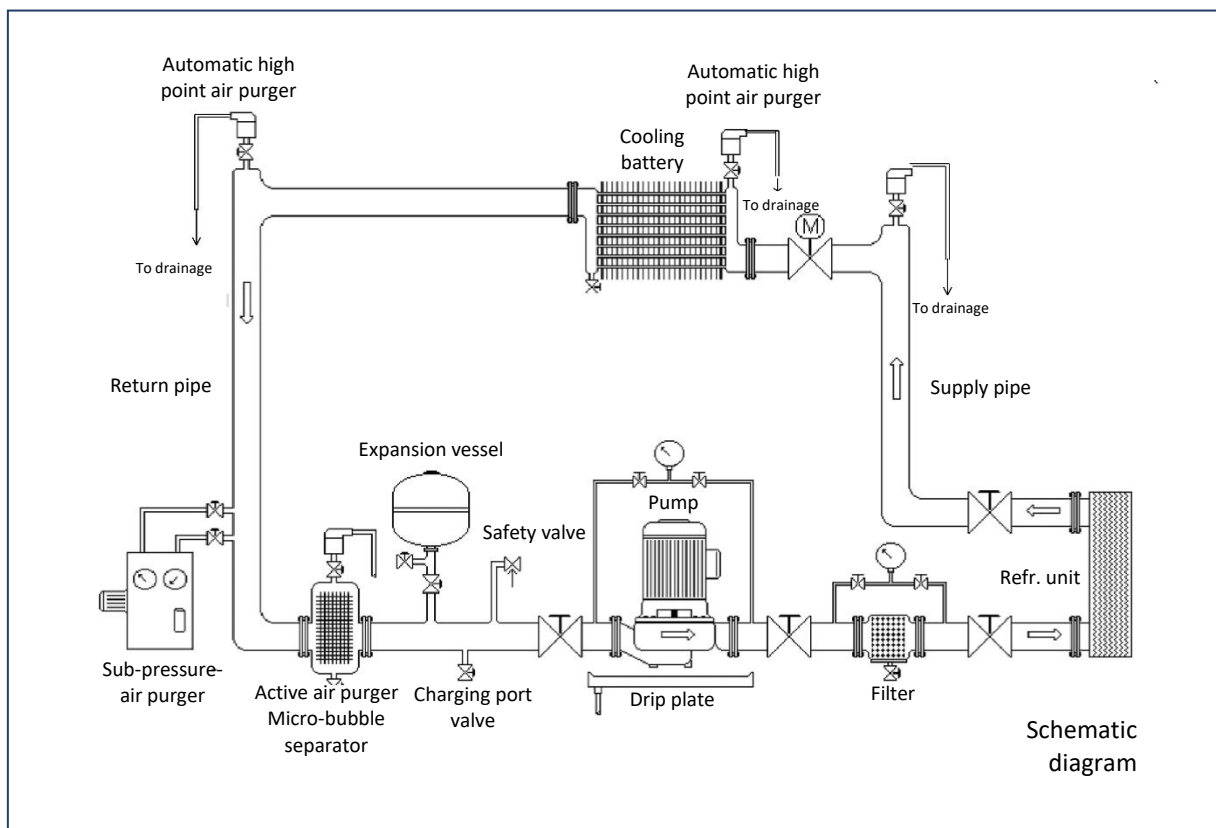 Automatic high
point air purger
Automatic high
point air purger
Cooling
battery
To drainage
To drainage
To drainage
M
Return pipe
Supply pipe
Expansion vessel
Safety valve
Pump
Refr. unit
Sub-pressure-
air purger
Active air purger
Micro-bubble
separator
Charging port
valve
Drip plate
Filter
Schematic
diagram